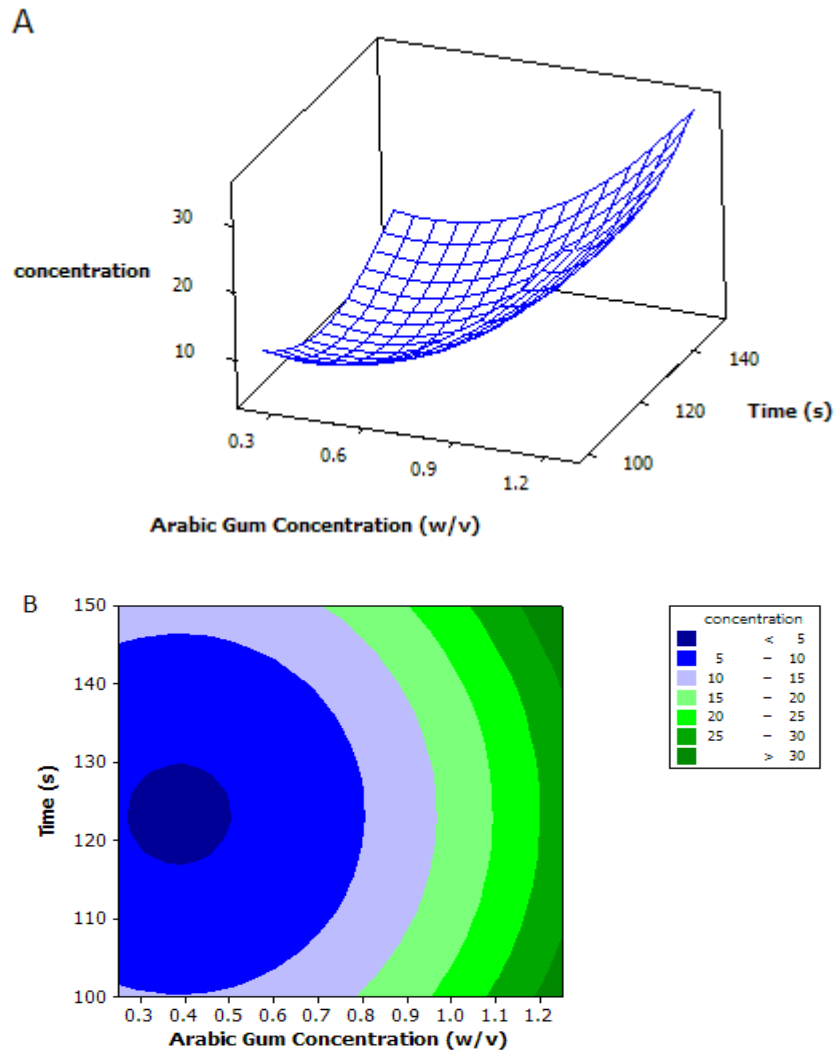 A
30
20
10
concentration
0.3
0.6
0.9
1.2
100
120
140
Time (s)
Arabic Gum Concentration (w/v)
B
150
140
130
120
110
100
Time (s)
0.3 0.4 0.5 0.6 0.7 0.8 0.9 1.0 1.1 1.2
Arabic Gum Concentration (w/v)
concentration
< 5
5 – 10
10 – 15
15 – 20
20 – 25
25 – 30
> 30